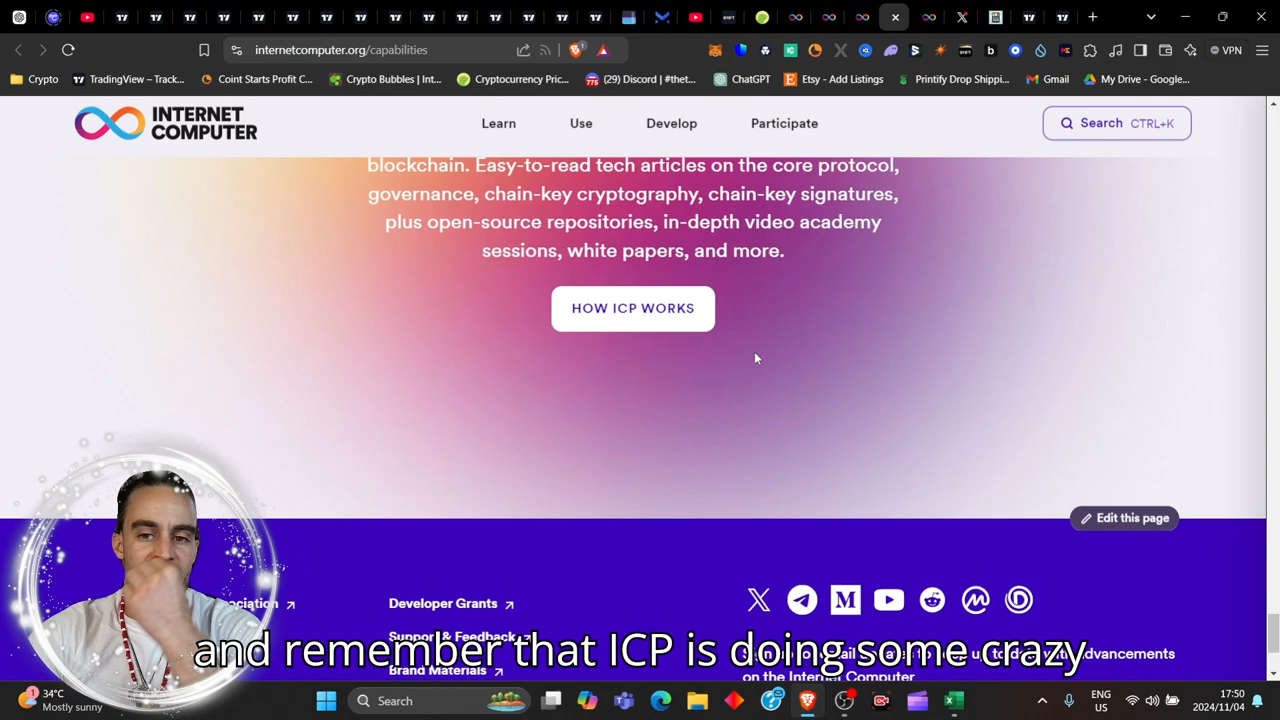 internetcomputer.org/capabilities
VPN
Crypto
TradingView – Track...
Coint Starts Profit C...
Crypto Bubbles | Int...
Cryptocurrency Pric...
(29) Discord | #thet...
ChatGPT
Etsy - Add Listings
Printify Drop Shippi...
Gmail
My Drive - Google...
INTERNET
COMPUTER
Learn
Use
Develop
Participate
Search CTRL+K
blockchain. Easy-to-read tech articles on the core protocol,
governance, chain-key cryptography, chain-key signatures,
plus open-source repositories, in-depth video academy
sessions, white papers, and more.
HOW ICP WORKS
Edit this page
Developer Grants
Support & Feedback
Brand Materials
on the Internet Computer
and remember that ICP is doing some crazy
34°C
Mostly sunny
Search
ENG
US
17:50
2024/11/04